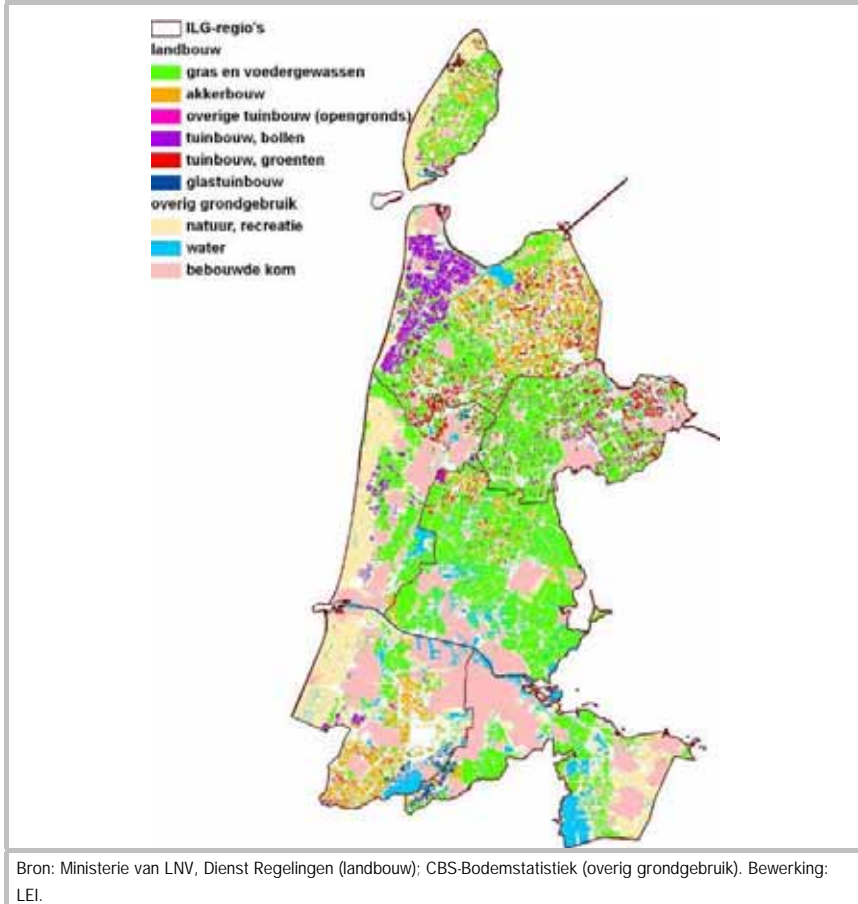 ILG-regio's
landbouw
gras en voedergewassen
akkerbouw
overige tuinbouw (opengronds)
tuinbouw, bollen
tuinbouw, groenten
glastuinbouw
overig grondgebruik
natuur, recreatie
water
bebouwde kom
Bron: Ministerie van LNV, Dienst Regelingen (landbouw); CBS-Bodemstatistiek (overig grondgebruik). Bewerking:
LEI.